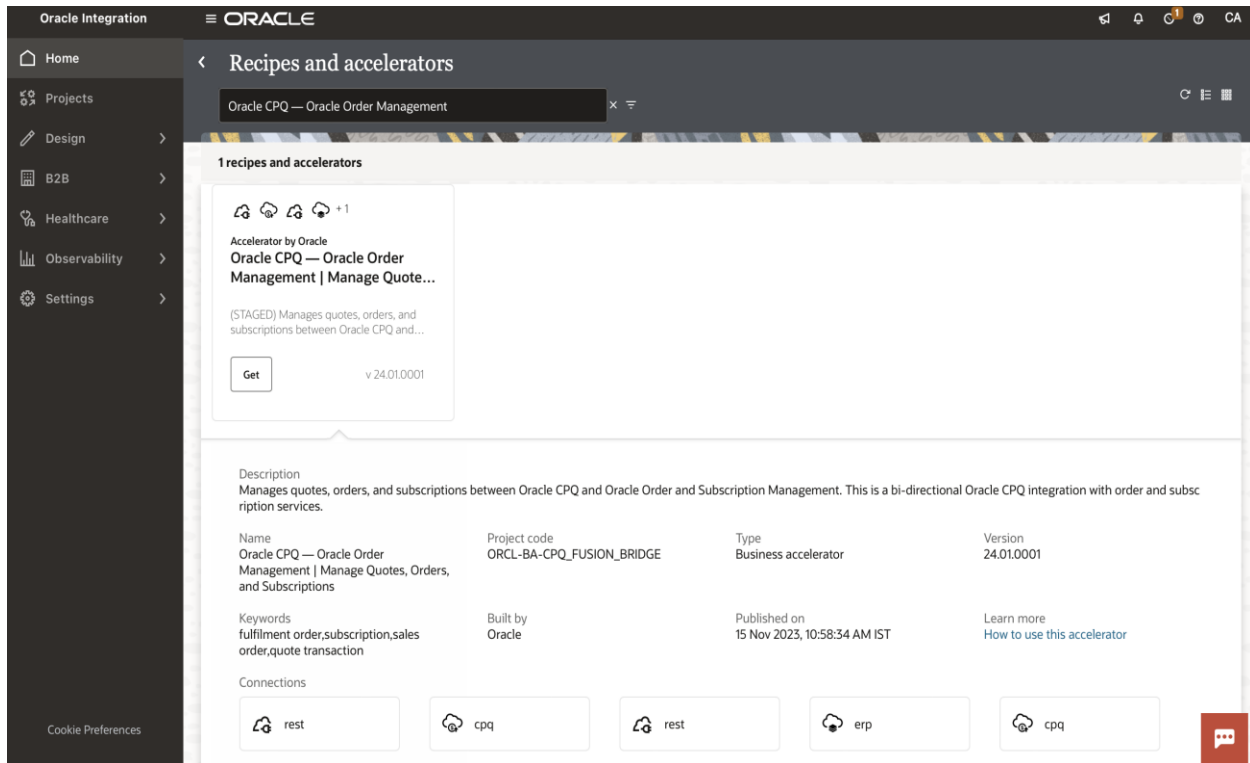 Oracle Integration
ORACLE
1
CA
Home
Projects
Design
B2B
Healthcare
Observability
Settings
Cookie Preferences
Recipes and accelerators
Oracle CPQ — Oracle Order Management
1 recipes and accelerators
+1
Accelerator by Oracle
Oracle CPQ — Oracle Order
Management | Manage Quote...
(STAGED) Manages quotes, orders, and
subscriptions between Oracle CPQ and...
Get
v 24.01.0001
Description
Manages quotes, orders, and subscriptions between Oracle CPQ and Oracle Order and Subscription Management. This is a bi-directional Oracle CPQ integration with order and subsc
ription services.
Name
Oracle CPQ — Oracle Order
Management | Manage Quotes, Orders,
and Subscriptions
Project code
ORCL-BA-CPQ_FUSION_BRIDGE
Type
Business accelerator
Version
24.01.0001
Keywords
fulfilment order,subscription,sales
order,quote transaction
Built by
Oracle
Published on
15 Nov 2023, 10:58:34 AM IST
Learn more
How to use this accelerator
Connections
rest
cpq
rest
erp
cpq